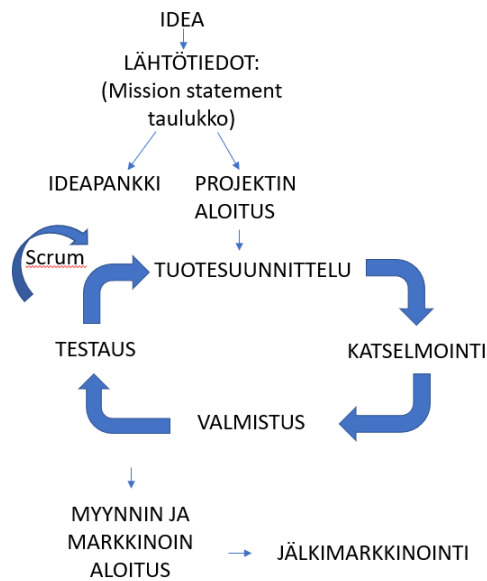 IDEA
LÄHTÖTIEDOT:
(Mission statement
taulukko)
IDEAPANKKI
PROJEKTIN
ALOITUS
Scrum
TUOTESUUNNITTELU
TESTAUS
KATSELMOINTI
VALMISTUS
MYYNNIN JA
MARKKINOIN
ALOITUS
JÄLKIMARKKINOINTI